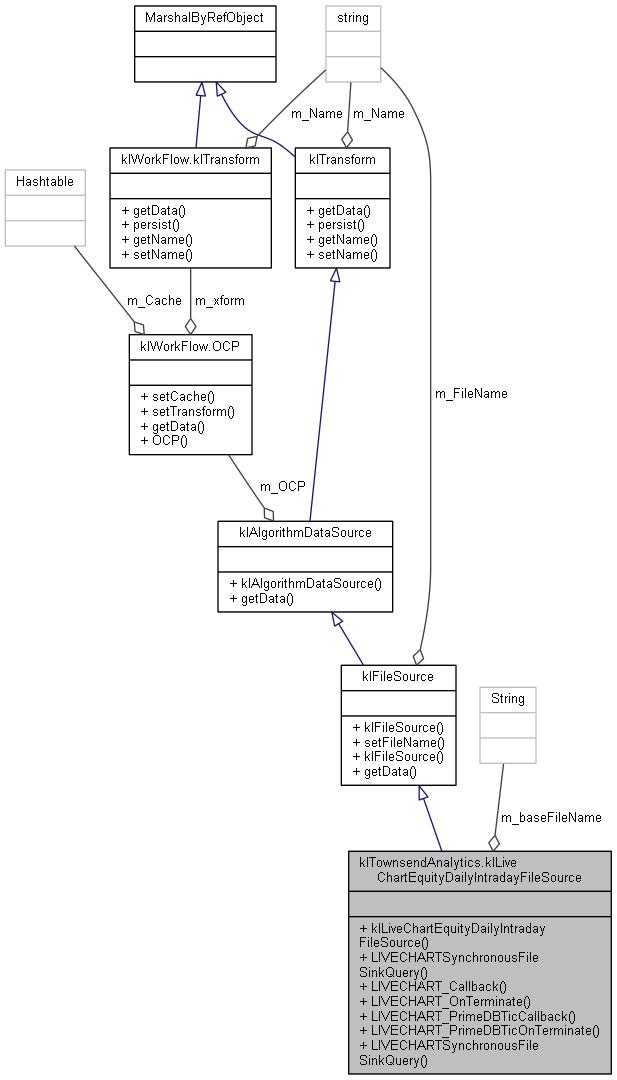 MarshalByRefObject
string
m_Name
m_Name
klWorkFlow.klTransform
+ getData()
+ persist()
+ getName()
+ setName()
klTransform
+ getData()
+ persist()
+ getName()
+ setName()
Hashtable
m_Cache
m_xform
klWorkFlow.OCP
+ setCache()
+ setTransform()
+ getData()
+ OCP()
m_FileName
m_OCP
klAlgorithmDataSource
+ klAlgorithmDataSource()
+ getData()
klFileSource
+ klFileSource()
+ setFileName()
+ klFileSource()
+ getData()
String
m_baseFileName
klTownsendAnalytics.klLive
ChartEquityDailyIntradayFileSource
+ klLiveChartEquityDailyIntraday
FileSource()
+ LIVECHARTSynchronousFile
SinkQuery()
+ LIVECHART_Callback()
+ LIVECHART_OnTerminate()
+ LIVECHART_PrimeDBTicCallback()
+ LIVECHART_PrimeDBTicOnTerminate()
+ LIVECHARTSynchronousFile
SinkQuery()